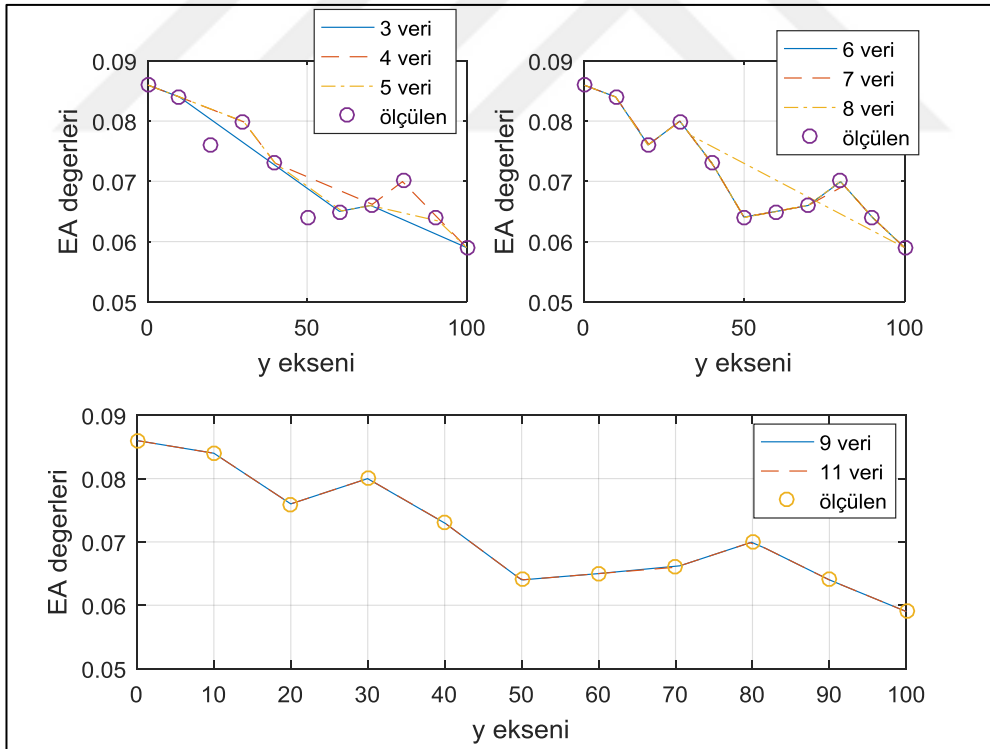 3 veri
4 veri
5 veri
ölçülen
0.09
0.08
0.07
0.06
0.05
EA degerleri
0
50
100
y ekseni
6 veri
7 veri
8 veri
ölçülen
0.09
0.08
0.07
0.06
0.05
EA degerleri
0
50
100
y ekseni
9 veri
11 veri
ölçülen
0.09
0.08
0.07
0.06
0.05
EA degerleri
0 10 20 30 40 50 60 70 80 90 100
y ekseni